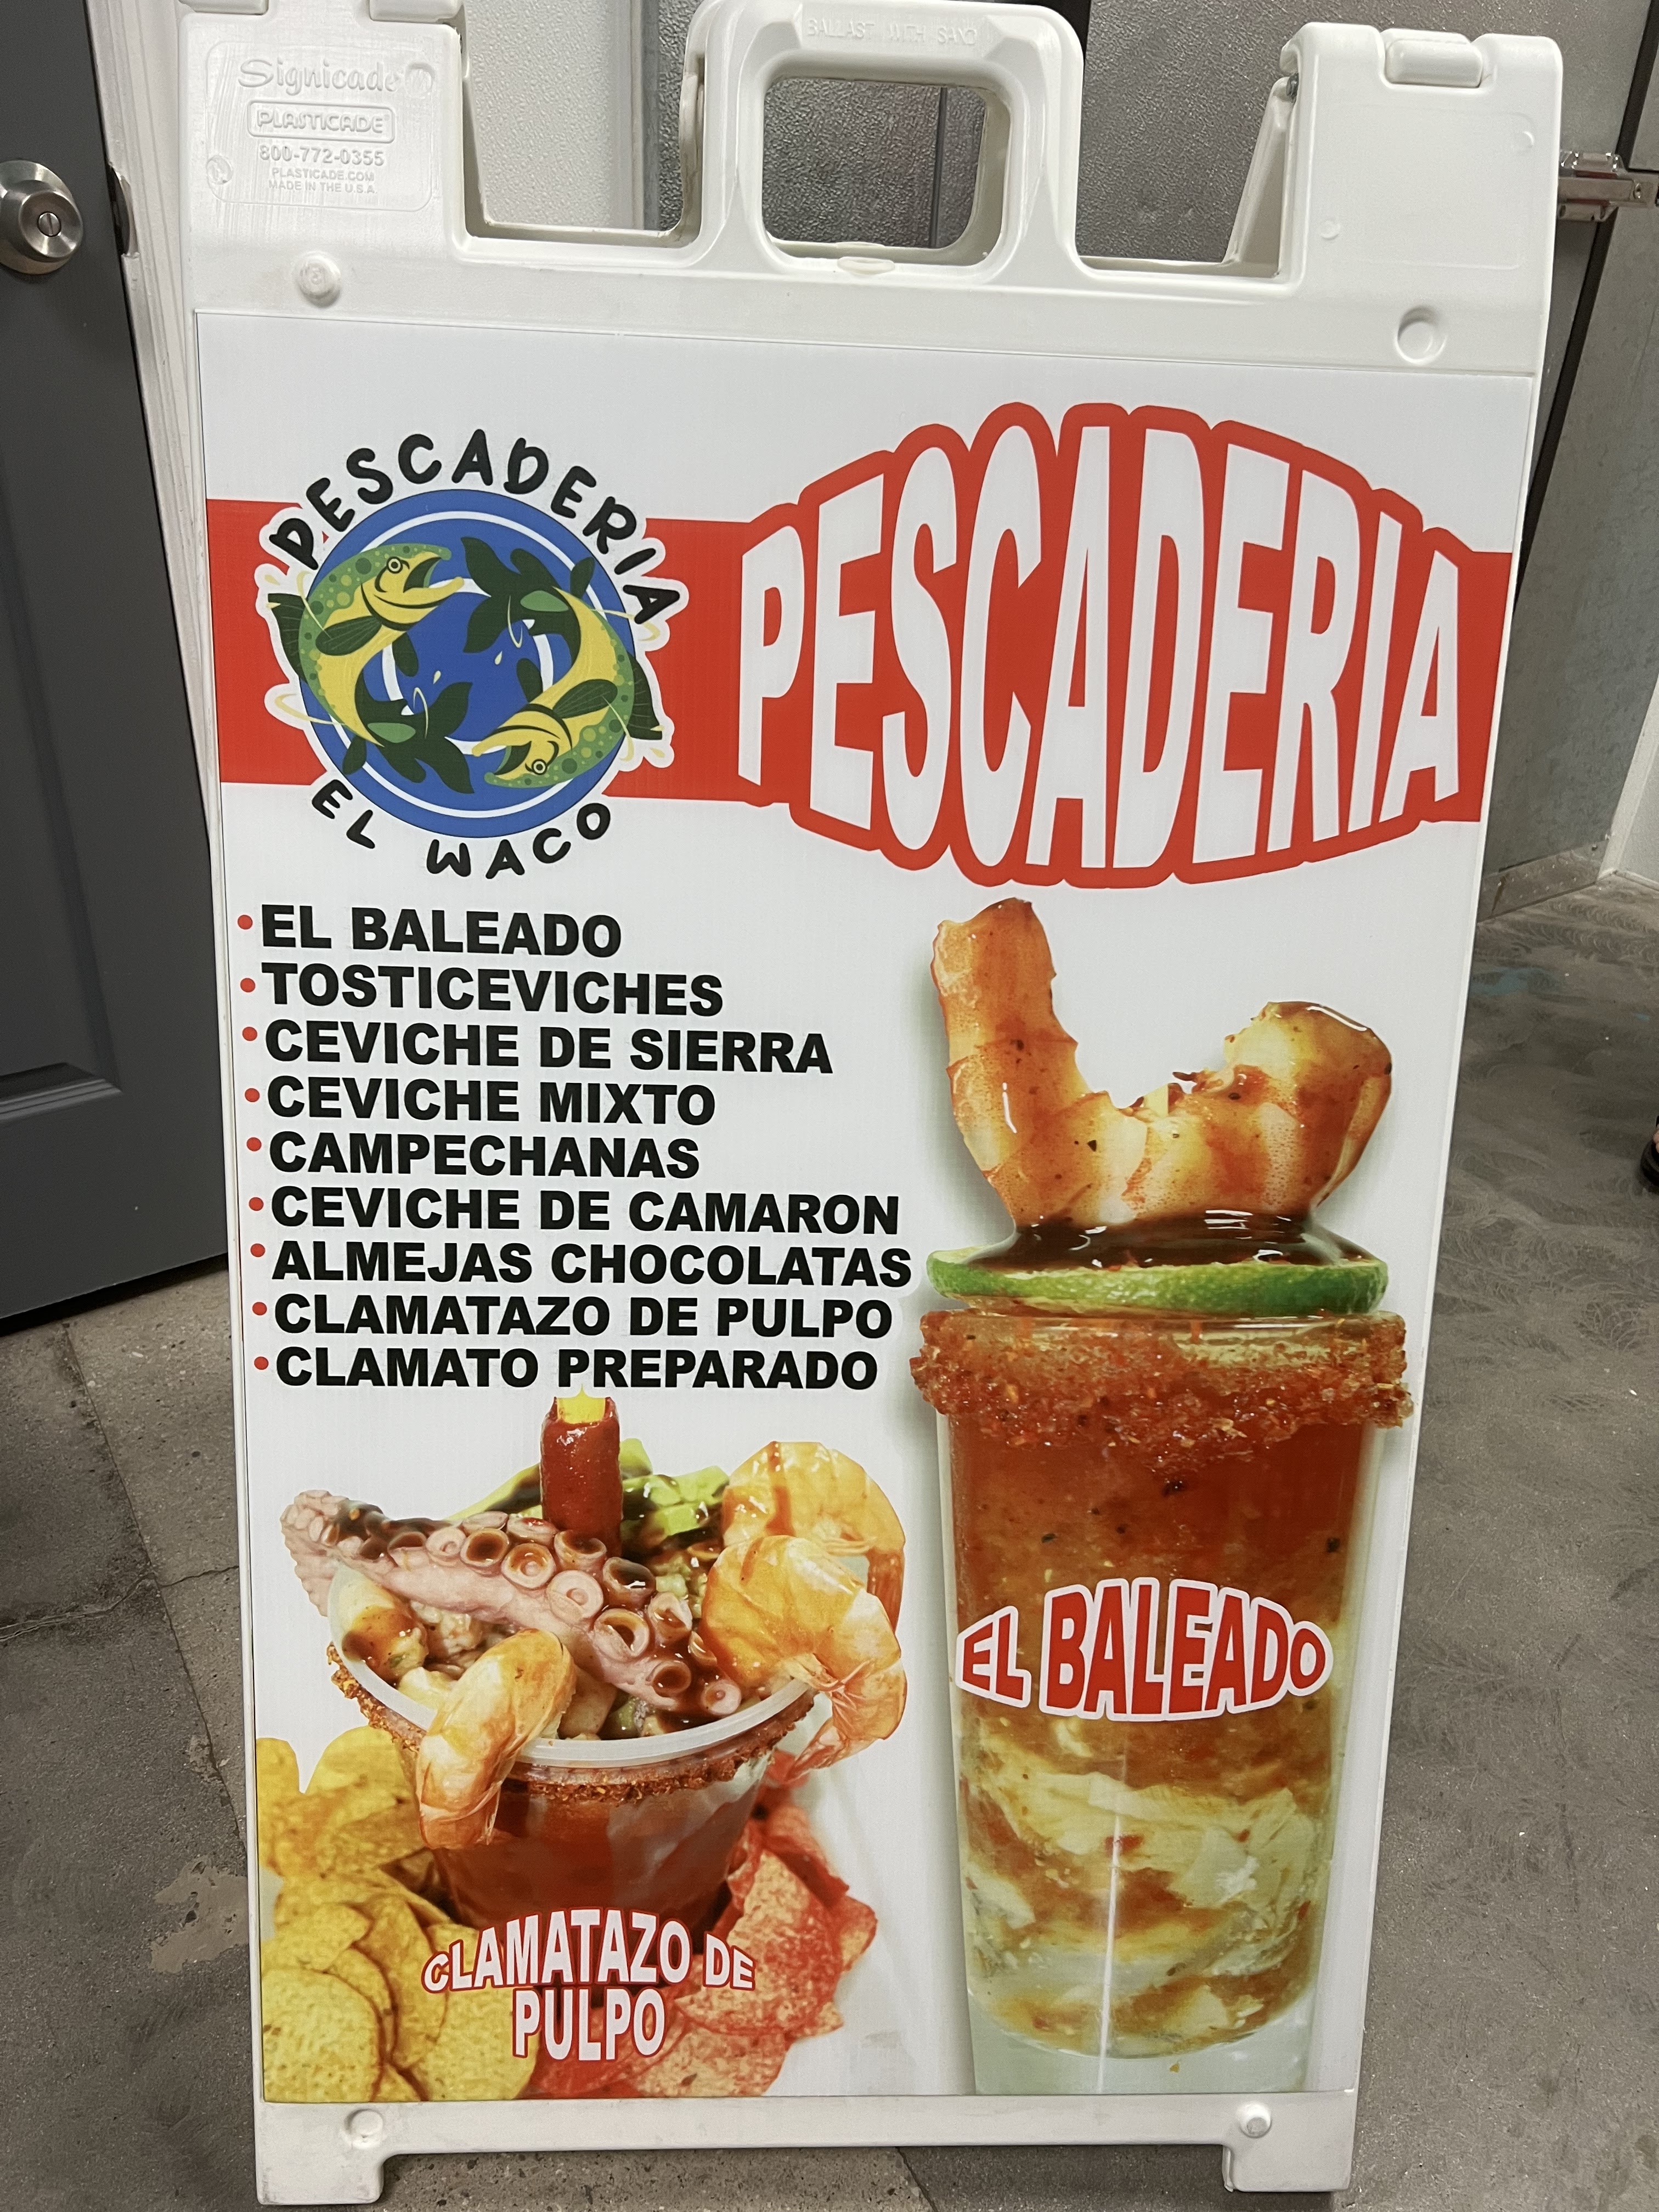 BALLAST WITH SAND
Signicade
PLASTICADE
800-772-0355
PLASTICADE.COM
MADE IN THE U.S.A.
PESCADERIA
EL WACO
PESCADERIA
•EL BALEADO
•TOSTICEVICHES
•CEVICHE DE SIERRA
•CEVICHE MIXTO
•CAMPECHANAS
•CEVICHE DE CAMARON
•ALMEJAS CHOCOLATAS
•CLAMATAZO DE PULPO
•CLAMATO PREPARADO
EL BALEADO
CLAMATAZO DE
PULPO